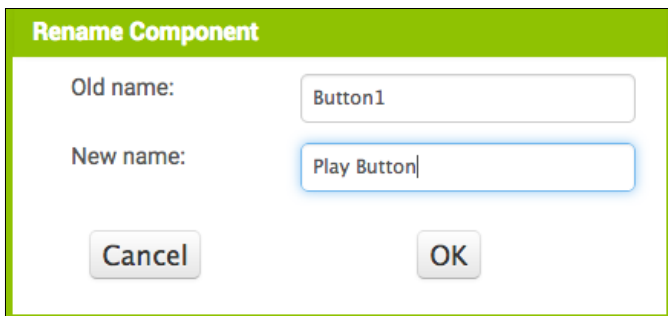 Rename Component
Old name: Button1
New name: Play Button
Cancel OK